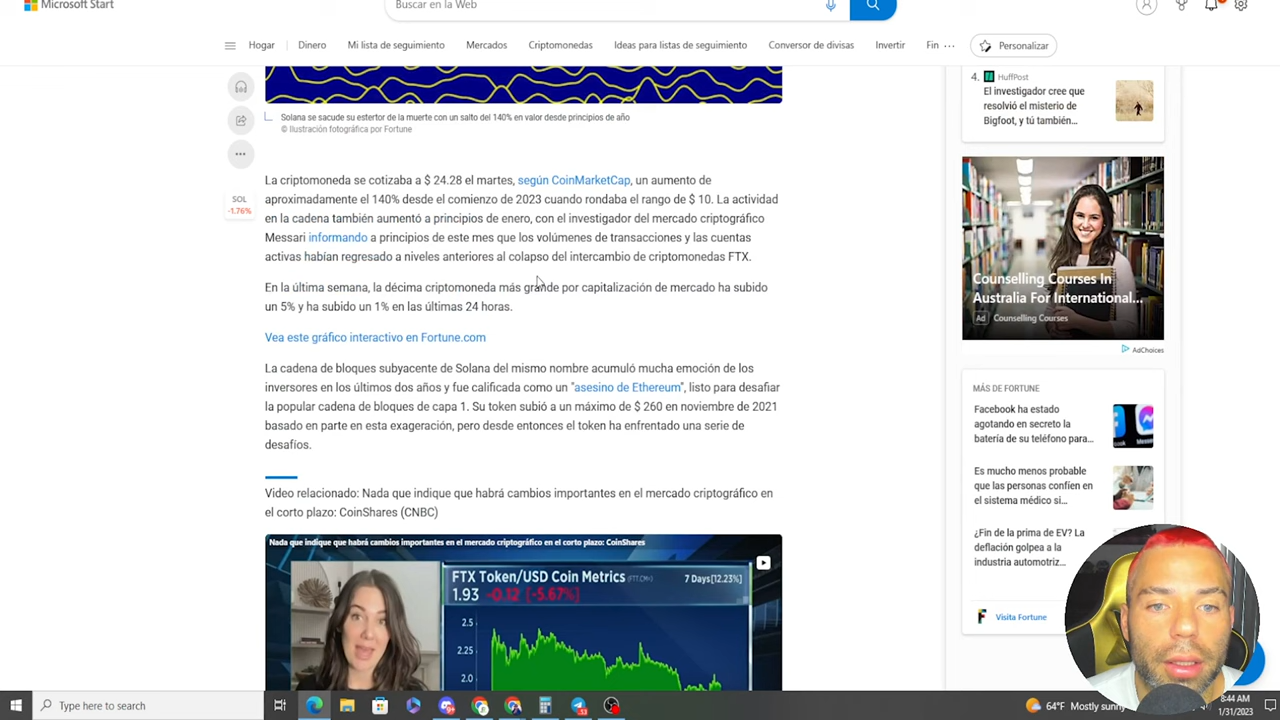 Microsoft Start
Buscar en la Web
Hogar
Dinero
Mi lista de seguimiento
Mercados
Criptomonedas
Ideas para listas de seguimiento
Conversor de divisas
Invertir
Fin
Personalizar
Solana se sacude su estertor de la muerte con un salto del 140% en valor desde principios de año
© Ilustración fotográfica por Fortune
SOL
-1.76%
La criptomoneda se cotizaba a $ 24.28 el martes, según CoinMarketCap, un aumento de
aproximadamente el 140% desde el comienzo de 2023 cuando rondaba el rango de $ 10. La actividad
en la cadena también aumentó a principios de enero, con el investigador del mercado criptográfico
Messari informando a principios de este mes que los volúmenes de transacciones y las cuentas
activas habían regresado a niveles anteriores al colapso del intercambio de criptomonedas FTX.
En la última semana, la décima criptomoneda más grande por capitalización de mercado ha subido
un 5% y ha subido un 1% en las últimas 24 horas.
Vea este gráfico interactivo en Fortune.com
La cadena de bloques subyacente de Solana del mismo nombre acumuló mucha emoción de los
inversores en los últimos dos años y fue calificada como un "asesino de Ethereum", listo para desafiar
la popular cadena de bloques de capa 1. Su token subió a un máximo de $ 260 en noviembre de 2021
basado en parte en esta exageración, pero desde entonces el token ha enfrentado una serie de
desafíos.
Video relacionado: Nada que indique que habrá cambios importantes en el mercado criptográfico en
el corto plazo: CoinShares (CNBC)
Nada que indique que habrá cambios importantes en el mercado criptográfico en el corto plazo: CoinShares
FTX Token/USD Coin Metrics (FTT.CM=)
7 Days[12.23%]
1.93 -0.12 [-5.67%]
2.5
2.25
2.0
4. HuffPost
El investigador cree que
resolvió el misterio de
Bigfoot, y tú también…
Counselling Courses In
Australia For International…
Ad Counselling Courses
AdChoices
MÁS DE FORTUNE
Facebook ha estado
agotando en secreto la
batería de su teléfono para…
Es mucho menos probable
que las personas confíen en
el sistema médico si…
¿Fin de la prima de EV? La
deflación golpea a la
industria automotriz…
Visita Fortune
Type here to search
64°F Mostly sunny
8:44 AM
1/31/2023